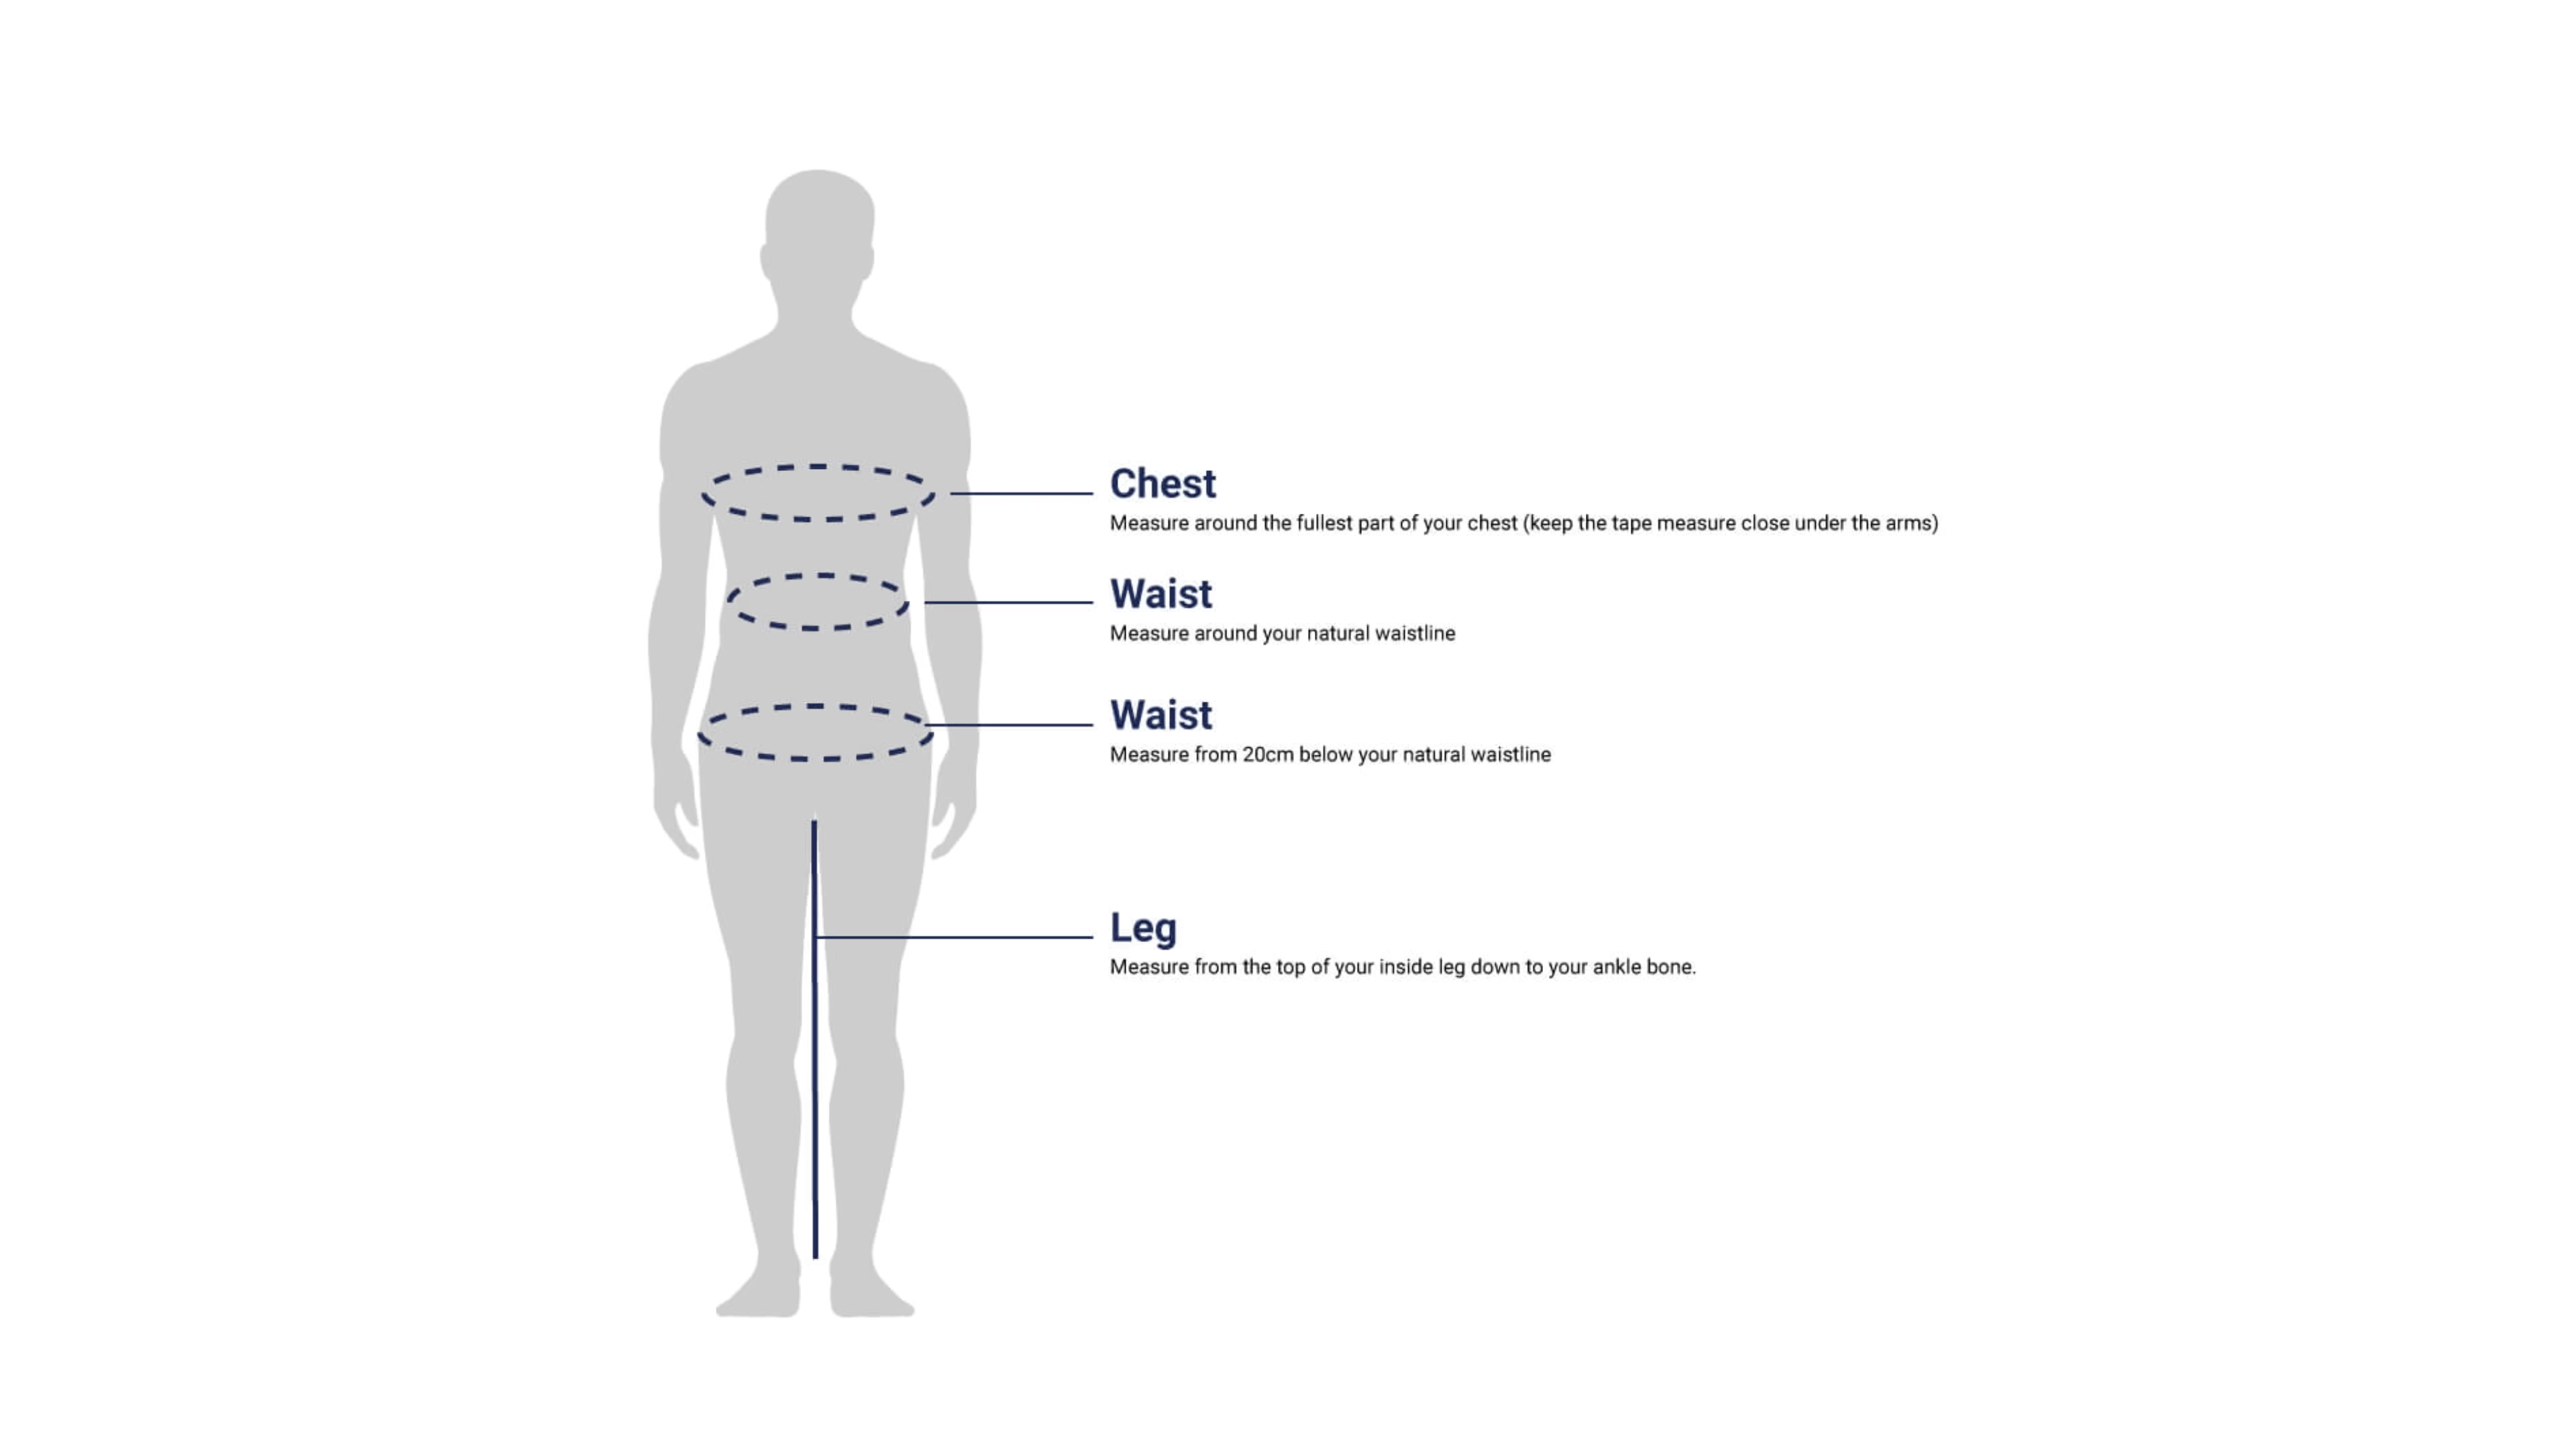 Chest
Measure around the fullest part of your chest (keep the tape measure close under the arms)
Waist
Measure around your natural waistline
Waist
Measure from 20cm below your natural waistline
Leg
Measure from the top of your inside leg down to your ankle bone.